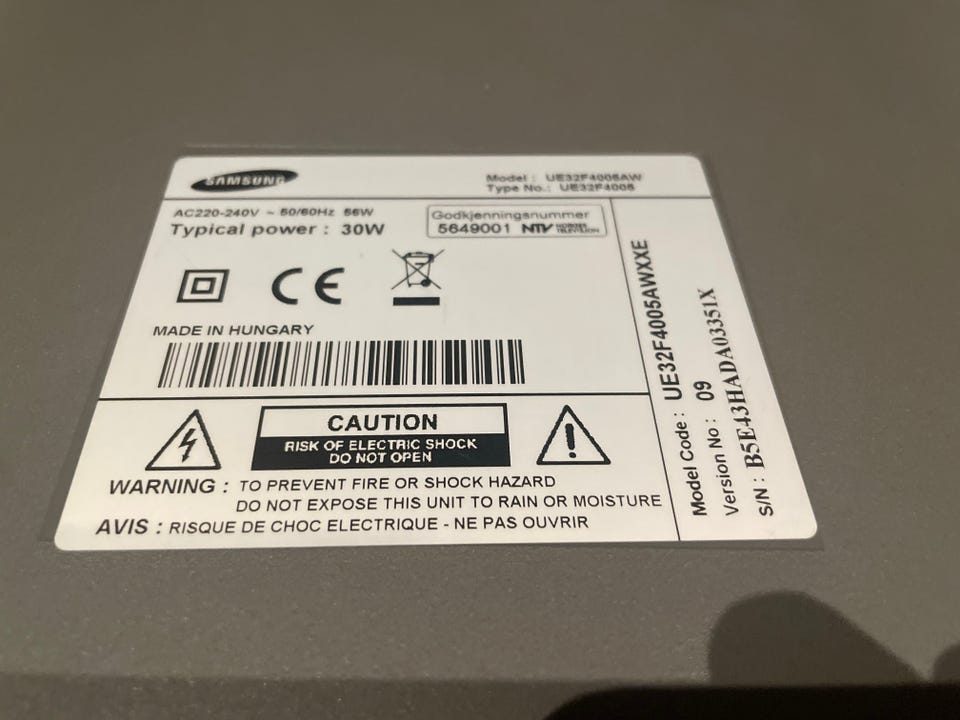 SAMSUNG
Model : UE32F4005AW
Type No.: UE32F4005
AC220-240V ~ 50/60Hz 56W
Typical power : 30W
Godkjenningsnummer
5649001 NTV NORGES TELEVISION
CE
MADE IN HUNGARY
CAUTION
RISK OF ELECTRIC SHOCK
DO NOT OPEN
WARNING : TO PREVENT FIRE OR SHOCK HAZARD
DO NOT EXPOSE THIS UNIT TO RAIN OR MOISTURE
AVIS : RISQUE DE CHOC ELECTRIQUE - NE PAS OUVRIR
Model Code : UE32F4005AWXXE
Version No : 09
S/N : B5E43HADA03351X